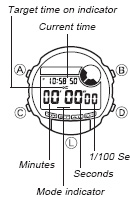 Target time on indicator
Current time
A
B
10:58 50
00'00"00
C
D
L
1/100 Se
Minutes
Seconds
Mode indicator